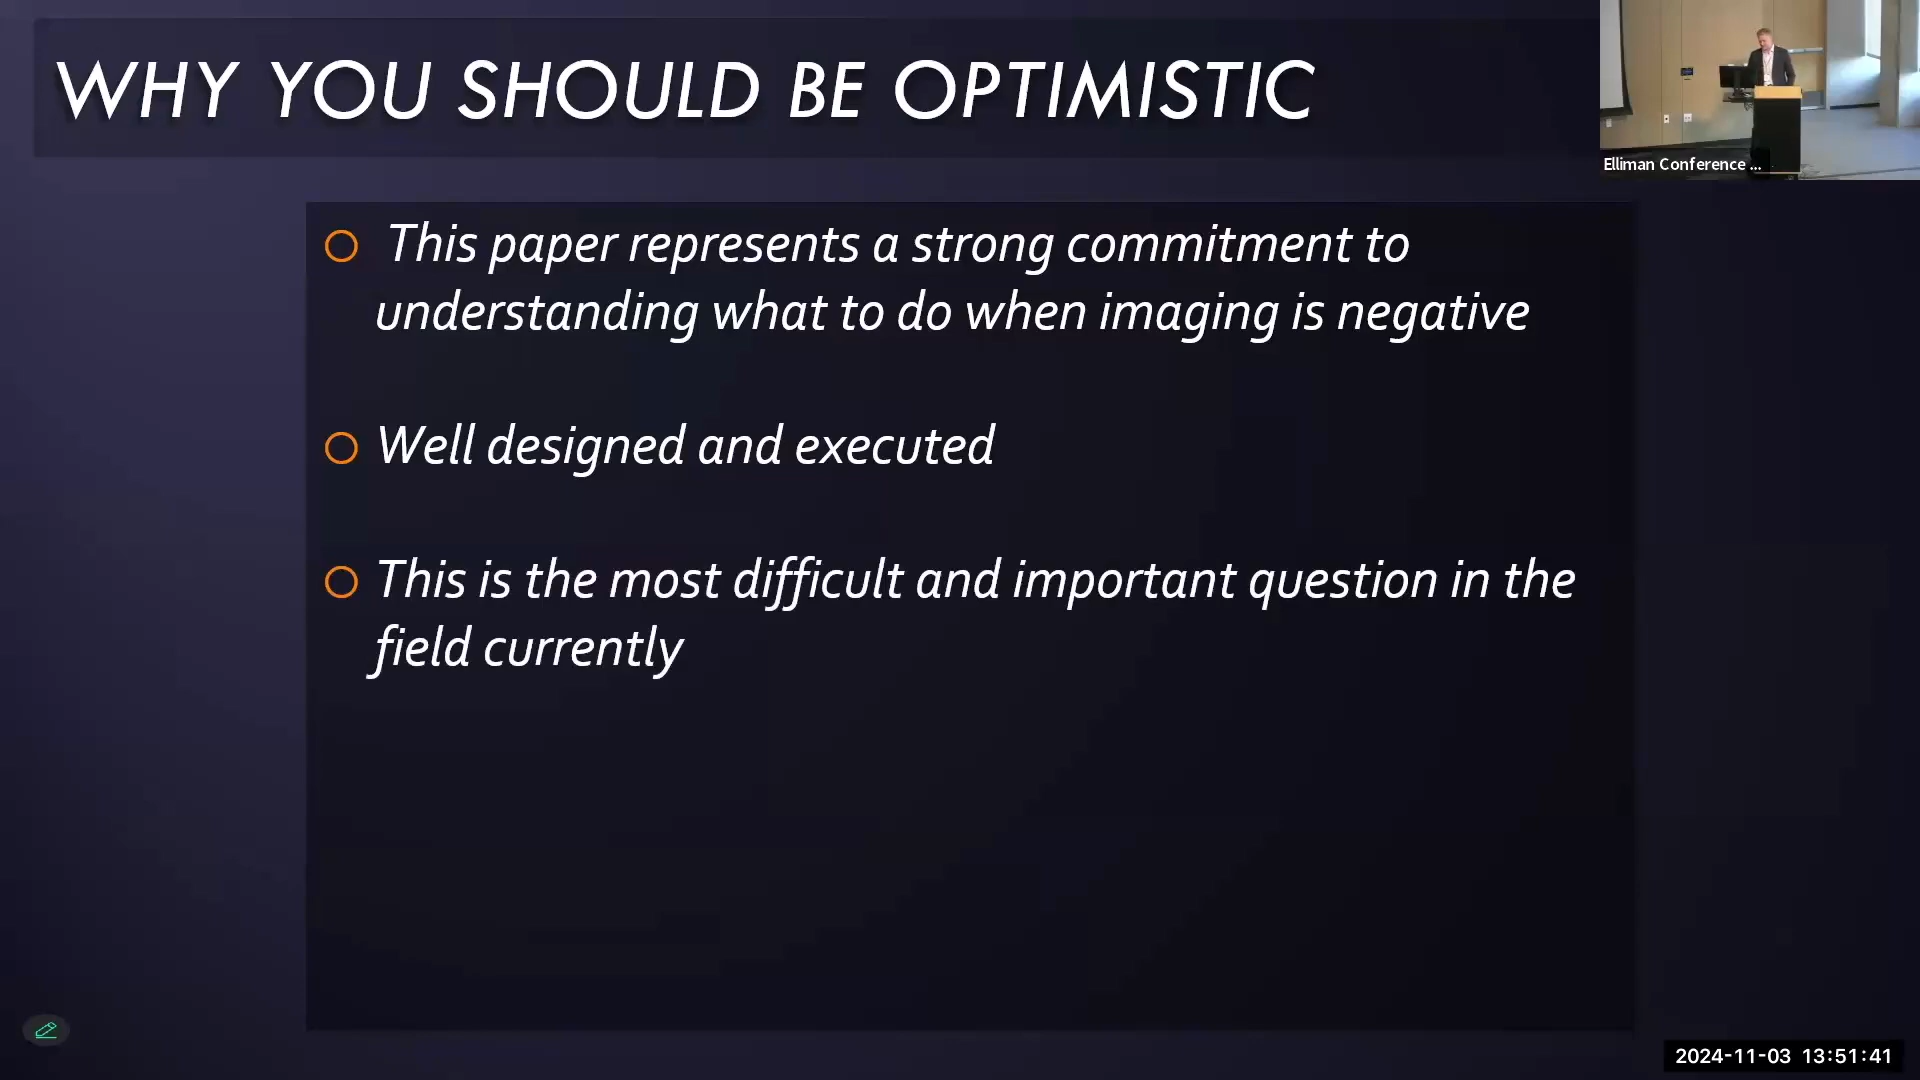 WHY YOU SHOULD BE OPTIMISTIC
Elliman Conference ...
This paper represents a strong commitment to
understanding what to do when imaging is negative
Well designed and executed
This is the most difficult and important question in the
field currently
2024-11-03 13:51:41